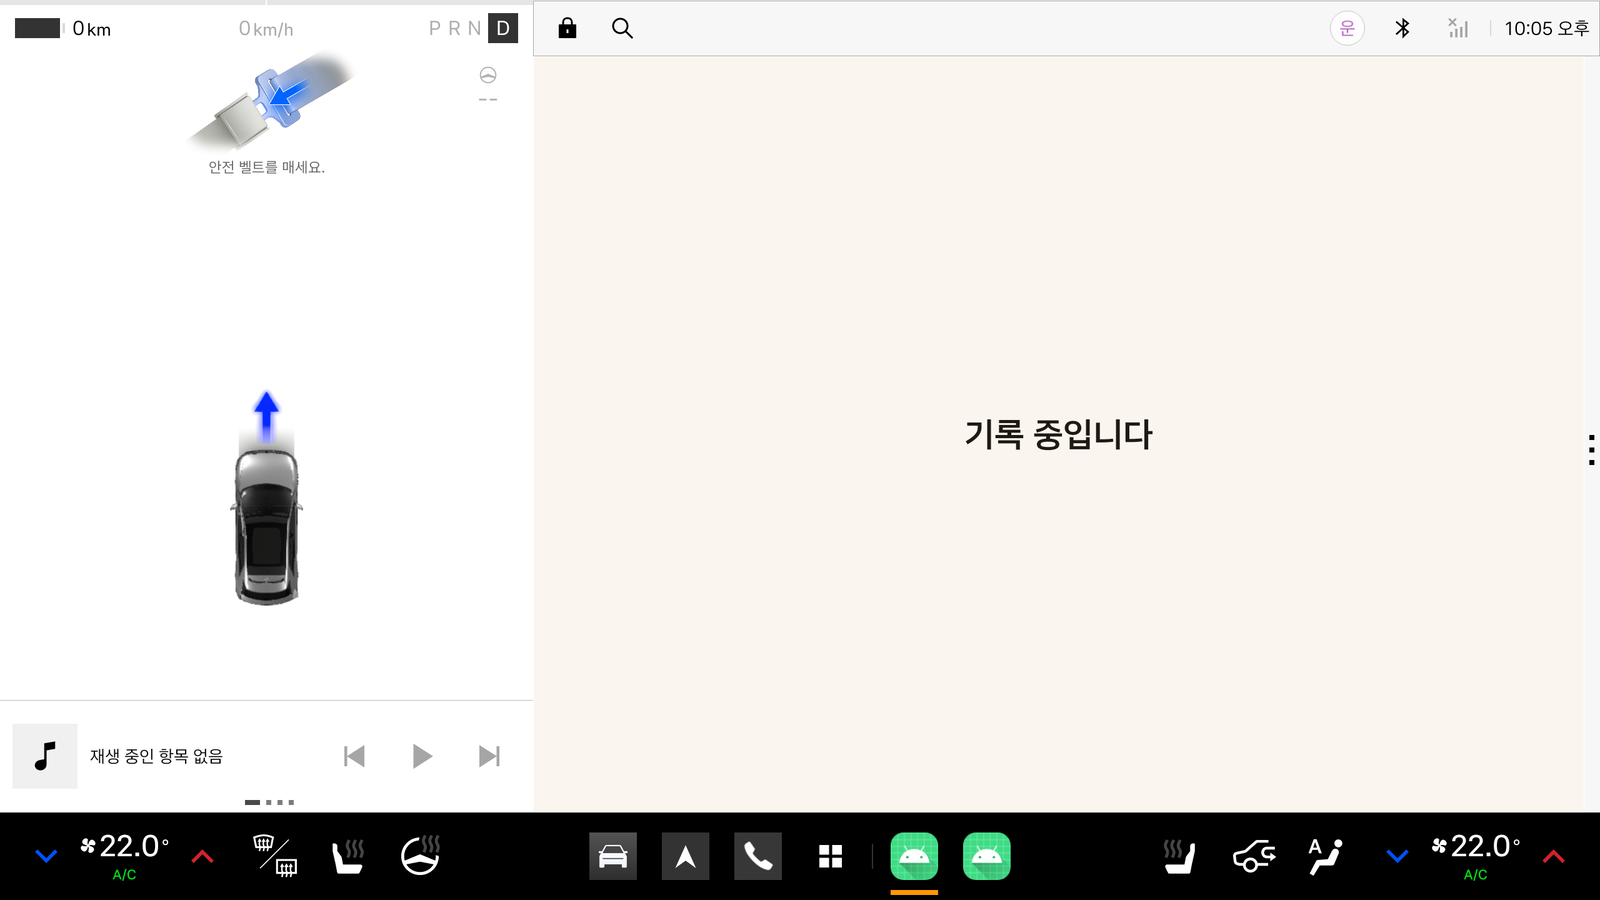 0 km
0 km/h
P R N D
운
10:05 오후
--
안전 벨트를 매세요.
기록 중입니다
재생 중인 항목 없음
22.0°
A/C
A
22.0°
A/C